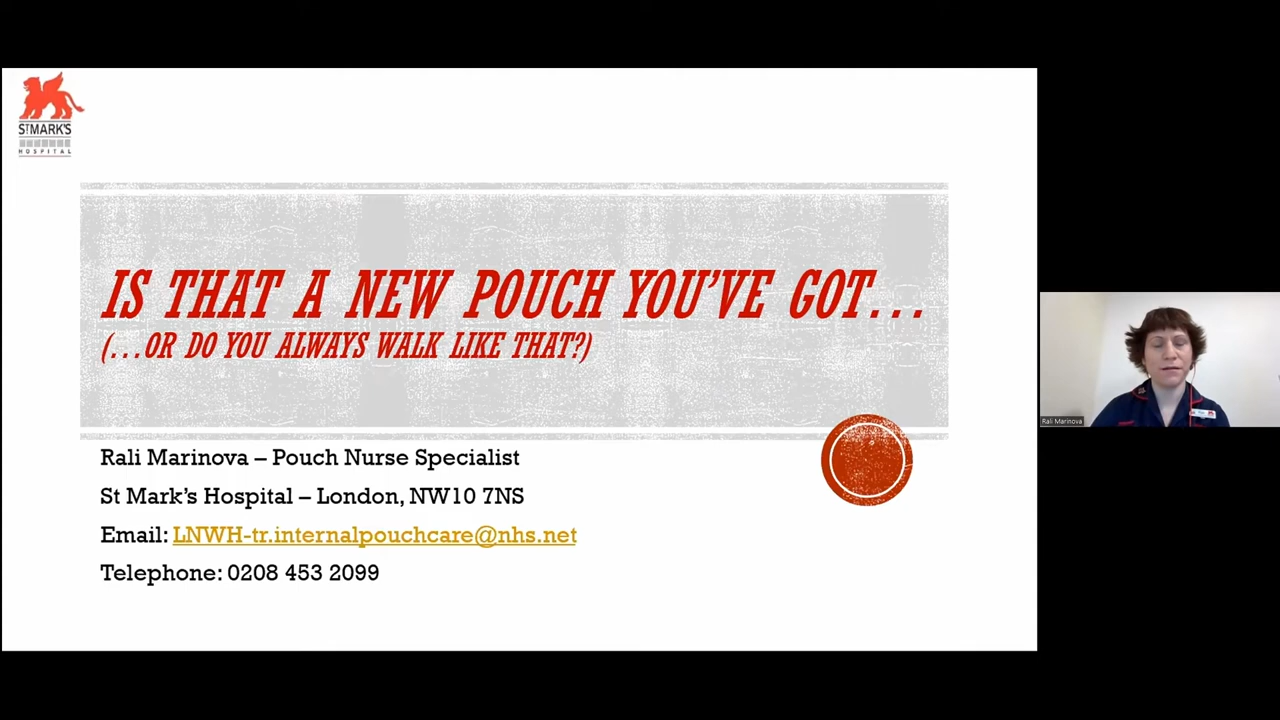 ST MARK'S
HOSPITAL
IS THAT A NEW POUCH YOU'VE GOT...
(...OR DO YOU ALWAYS WALK LIKE THAT?)
Rali Marinova – Pouch Nurse Specialist
St Mark's Hospital – London, NW10 7NS
Email: LNWH-tr.internalpouchcare@nhs.net
Telephone: 0208 453 2099
Rali Marinova